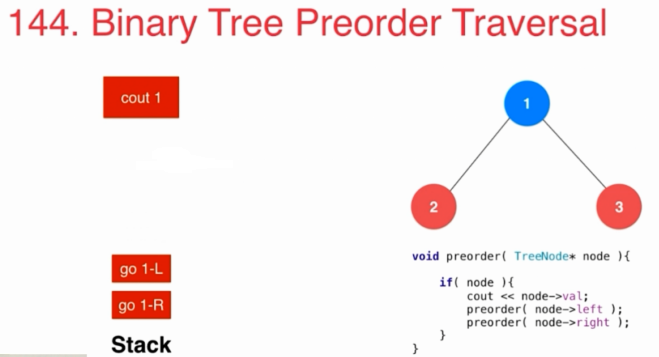 144. Binary Tree Preorder Traversal
cout 1
1
2
3
go 1-L
go 1-R
Stack
void preorder( TreeNode* node ){
if( node ){
cout << node->val;
preorder( node->left );
preorder( node->right );
}
}